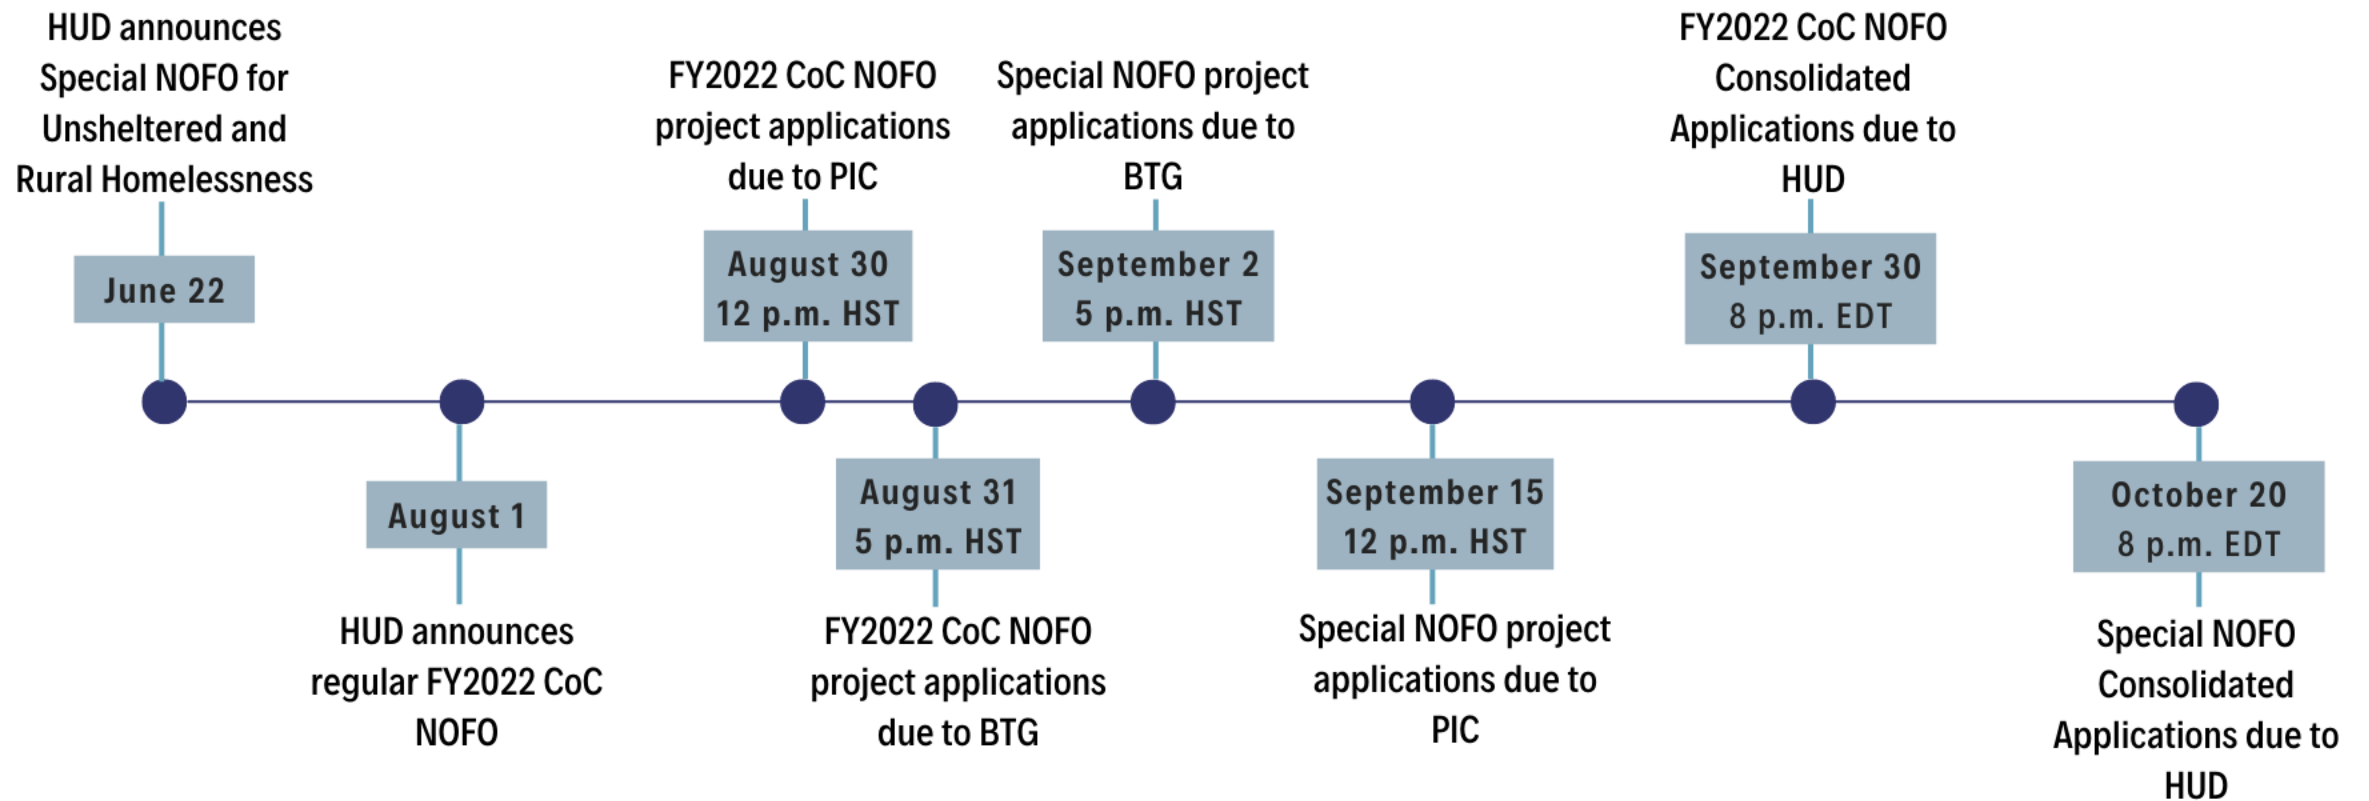 HUD announces
Special NOFO for
Unsheltered and
Rural Homelessness
June 22
August 1
HUD announces
regular FY2022 CoC
NOFO
FY2022 CoC NOFO
project applications
due to PIC
August 30
12 p.m. HST
August 31
5 p.m. HST
FY2022 CoC NOFO
project applications
due to BTG
Special NOFO project
applications due to
BTG
September 2
5 p.m. HST
September 15
12 p.m. HST
Special NOFO project
applications due to
PIC
FY2022 CoC NOFO
Consolidated
Applications due to
HUD
September 30
8 p.m. EDT
October 20
8 p.m. EDT
Special NOFO
Consolidated
Applications due to
HUD